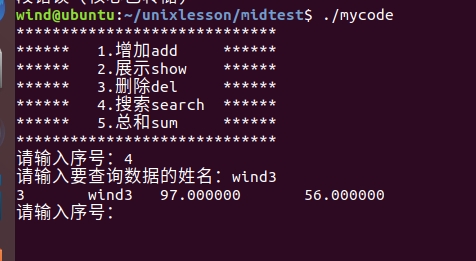 wind@ubuntu:~/unixlesson/midtest$ ./mycode
*****************************
******   1.增加add     ******
******   2.展示show    ******
******   3.删除del     ******
******   4.搜索search  ******
******   5.总和sum     ******
*****************************
请输入序号：4
请输入要查询数据的姓名：wind3
3       wind3   97.000000       56.000000
请输入序号：